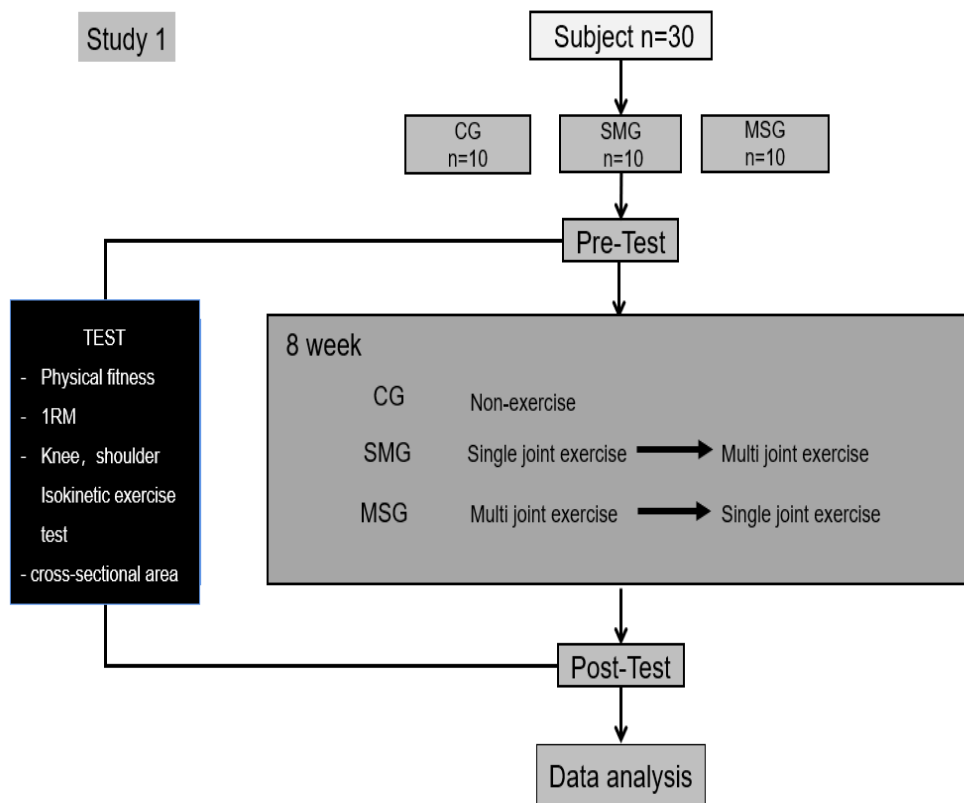 Study 1
Subject n=30
CG
n=10
SMG
n=10
MSG
n=10
Pre-Test
TEST
- Physical fitness
- 1RM
- Knee, shoulder
Isokinetic exercise
test
- cross-sectional area
8 week
CG Non-exercise
SMG Single joint exercise Multi joint exercise
MSG Multi joint exercise Single joint exercise
Post-Test
Data analysis